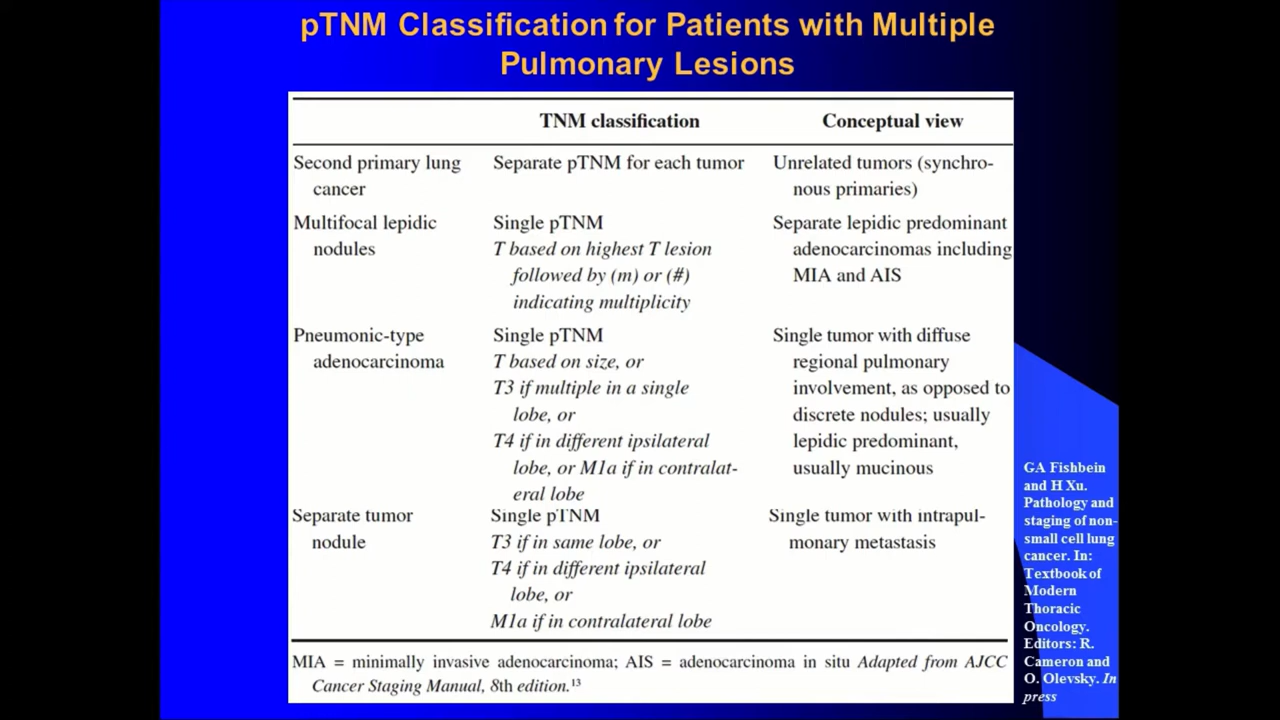 pTNM Classification for Patients with Multiple
Pulmonary Lesions
TNM classification Conceptual view
Second primary lung Separate pTNM for each tumor Unrelated tumors (synchro-
cancer nous primaries)
Multifocal lepidic Single pTNM Separate lepidic predominant
nodules T based on highest T lesion adenocarcinomas including
followed by (m) or (#) MIA and AIS
indicating multiplicity
Pneumonic-type Single pTNM Single tumor with diffuse
adenocarcinoma T based on size, or regional pulmonary
T3 if multiple in a single involvement, as opposed to
lobe, or discrete nodules; usually
T4 if in different ipsilateral lepidic predominant,
lobe, or M1a if in contralat- usually mucinous
eral lobe
Separate tumor Single pTNM Single tumor with intrapul-
nodule T3 if in same lobe, or monary metastasis
T4 if in different ipsilateral
lobe, or
M1a if in contralateral lobe
MIA = minimally invasive adenocarcinoma; AIS = adenocarcinoma in situ Adapted from AJCC
Cancer Staging Manual, 8th edition.13
GA Fishbein
and H Xu.
Pathology and
staging of non-
small cell lung
cancer. In:
Textbook of
Modern
Thoracic
Oncology.
Editors: R.
Cameron and
O. Olevsky. In
press